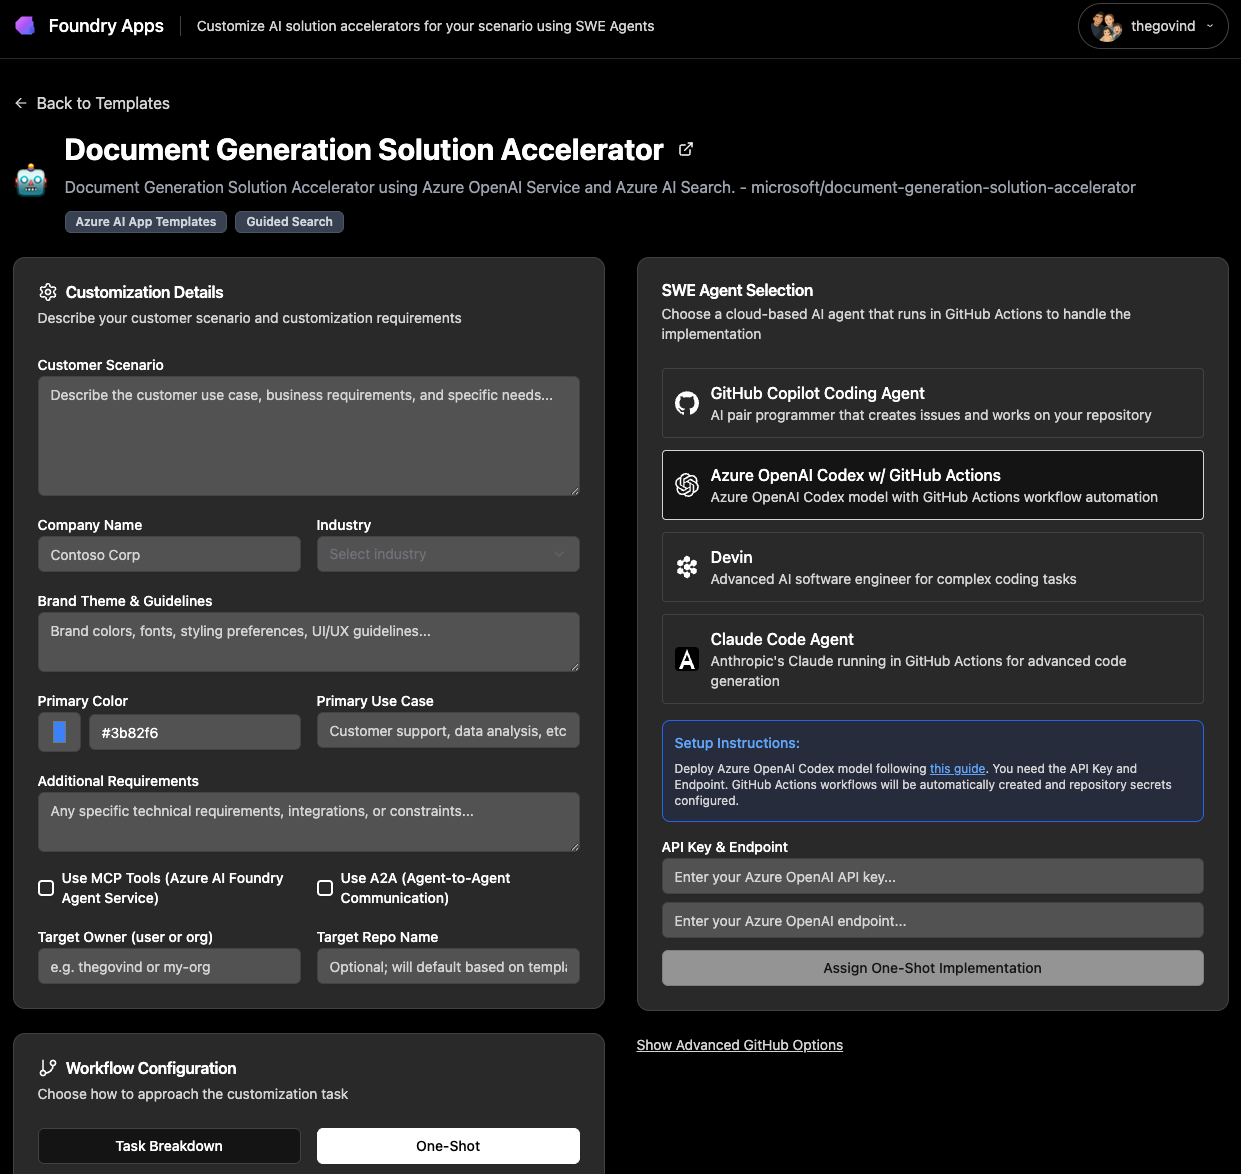 Foundry Apps
Customize AI solution accelerators for your scenario using SWE Agents
thegovind
Back to Templates
Document Generation Solution Accelerator
Document Generation Solution Accelerator using Azure OpenAI Service and Azure AI Search. - microsoft/document-generation-solution-accelerator
Azure AI App Templates
Guided Search
Customization Details
Describe your customer scenario and customization requirements
Customer Scenario
Describe the customer use case, business requirements, and specific needs...
Company Name
Industry
Contoso Corp
Select industry
Brand Theme & Guidelines
Brand colors, fonts, styling preferences, UI/UX guidelines...
Primary Color
Primary Use Case
#3b82f6
Customer support, data analysis, etc
Additional Requirements
Any specific technical requirements, integrations, or constraints...
Use MCP Tools (Azure AI Foundry
Agent Service)
Use A2A (Agent-to-Agent
Communication)
Target Owner (user or org)
Target Repo Name
e.g. thegovind or my-org
Optional; will default based on templa
Workflow Configuration
Choose how to approach the customization task
Task Breakdown
One-Shot
SWE Agent Selection
Choose a cloud-based AI agent that runs in GitHub Actions to handle the
implementation
GitHub Copilot Coding Agent
AI pair programmer that creates issues and works on your repository
Azure OpenAI Codex w/ GitHub Actions
Azure OpenAI Codex model with GitHub Actions workflow automation
Devin
Advanced AI software engineer for complex coding tasks
Claude Code Agent
Anthropic's Claude running in GitHub Actions for advanced code
generation
Setup Instructions:
Deploy Azure OpenAI Codex model following this guide. You need the API Key and
Endpoint. GitHub Actions workflows will be automatically created and repository secrets
configured.
API Key & Endpoint
Enter your Azure OpenAI API key...
Enter your Azure OpenAI endpoint...
Assign One-Shot Implementation
Show Advanced GitHub Options